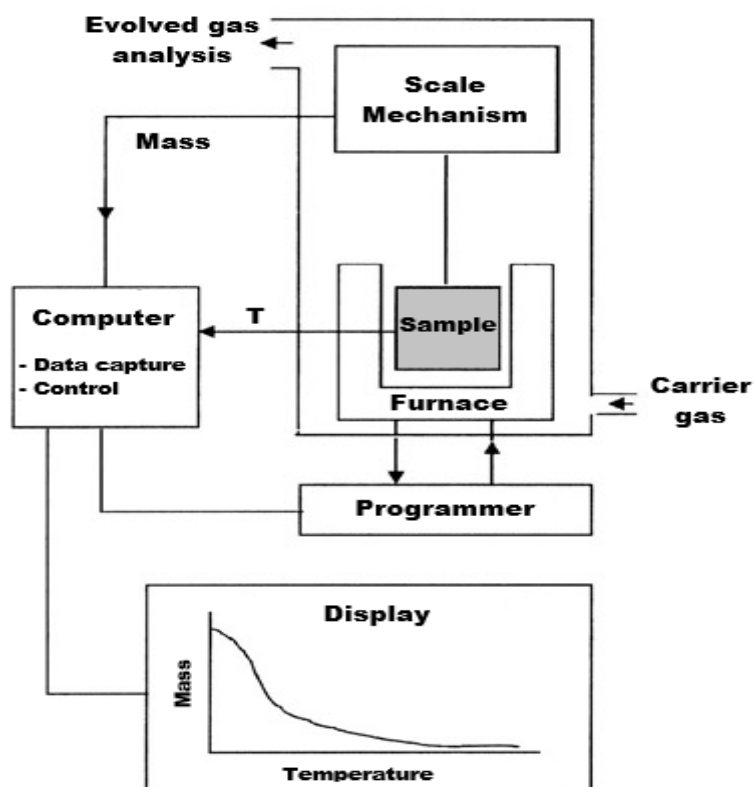 Evolved gas
analysis
Scale
Mechanism
Mass
Computer
- Data capture
- Control
T
Sample
Furnace
Carrier
gas
Programmer
Display
Mass
Temperature